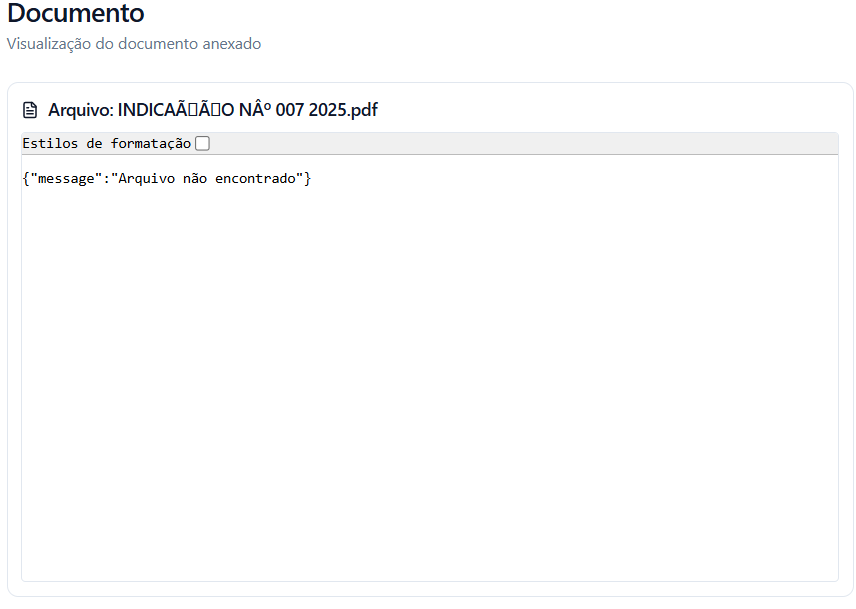 Documento
Visualização do documento anexado
Arquivo: INDICAÃ▯Ã▯O NÂº 007 2025.pdf
Estilos de formatação
{"message":"Arquivo não encontrado"}